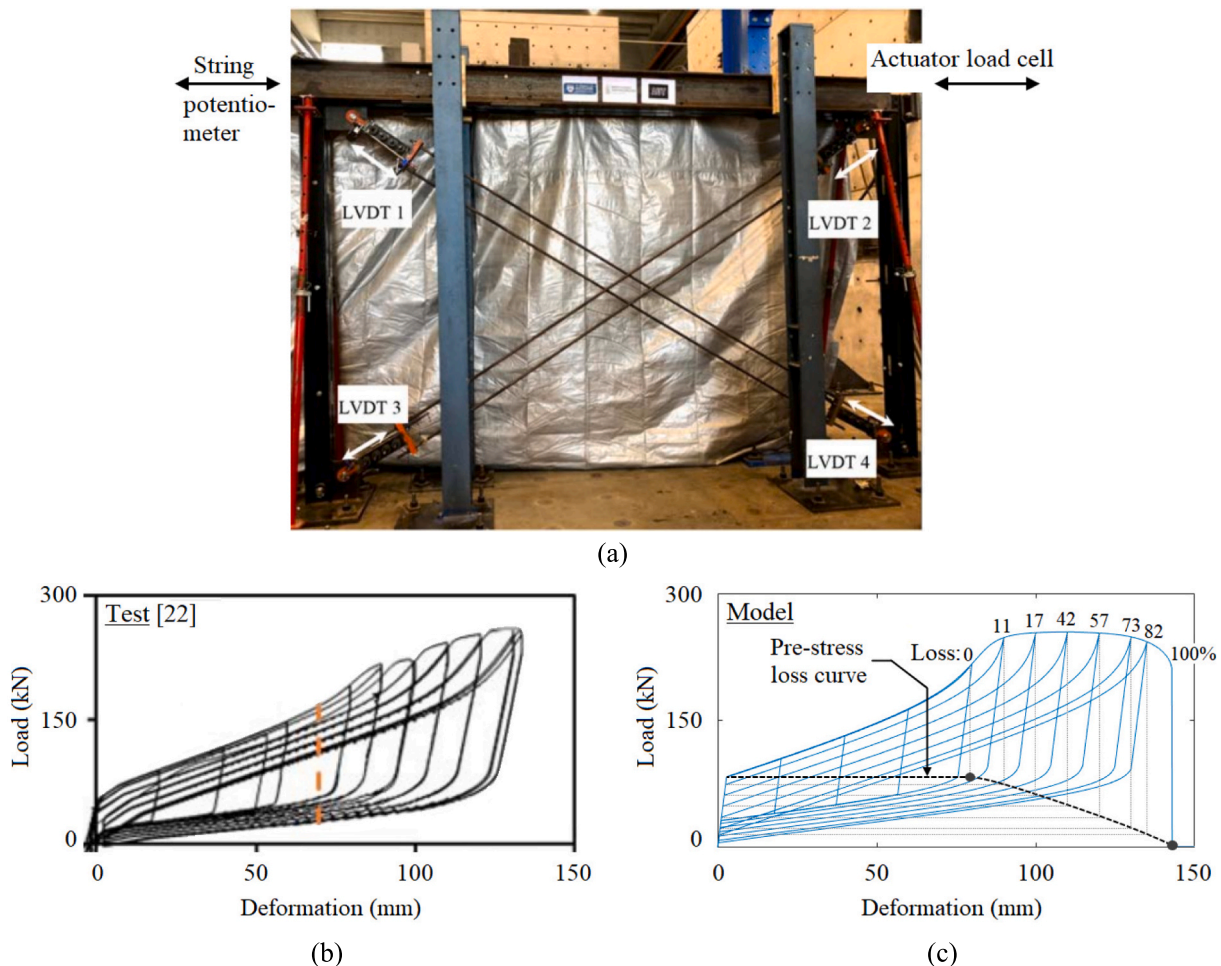 String
potentio-
meter
Actuator load cell
LVDT 1
LVDT 2
LVDT 3
LVDT 4
(a)
300
150
0
Load (kN)
Test [22]
0
50
100
150
Deformation (mm)
(b)
300
150
0
Load (kN)
Model
Pre-stress
loss curve
Loss: 0
11
17
42
57
73
82
100%
0
50
100
150
Deformation (mm)
(c)